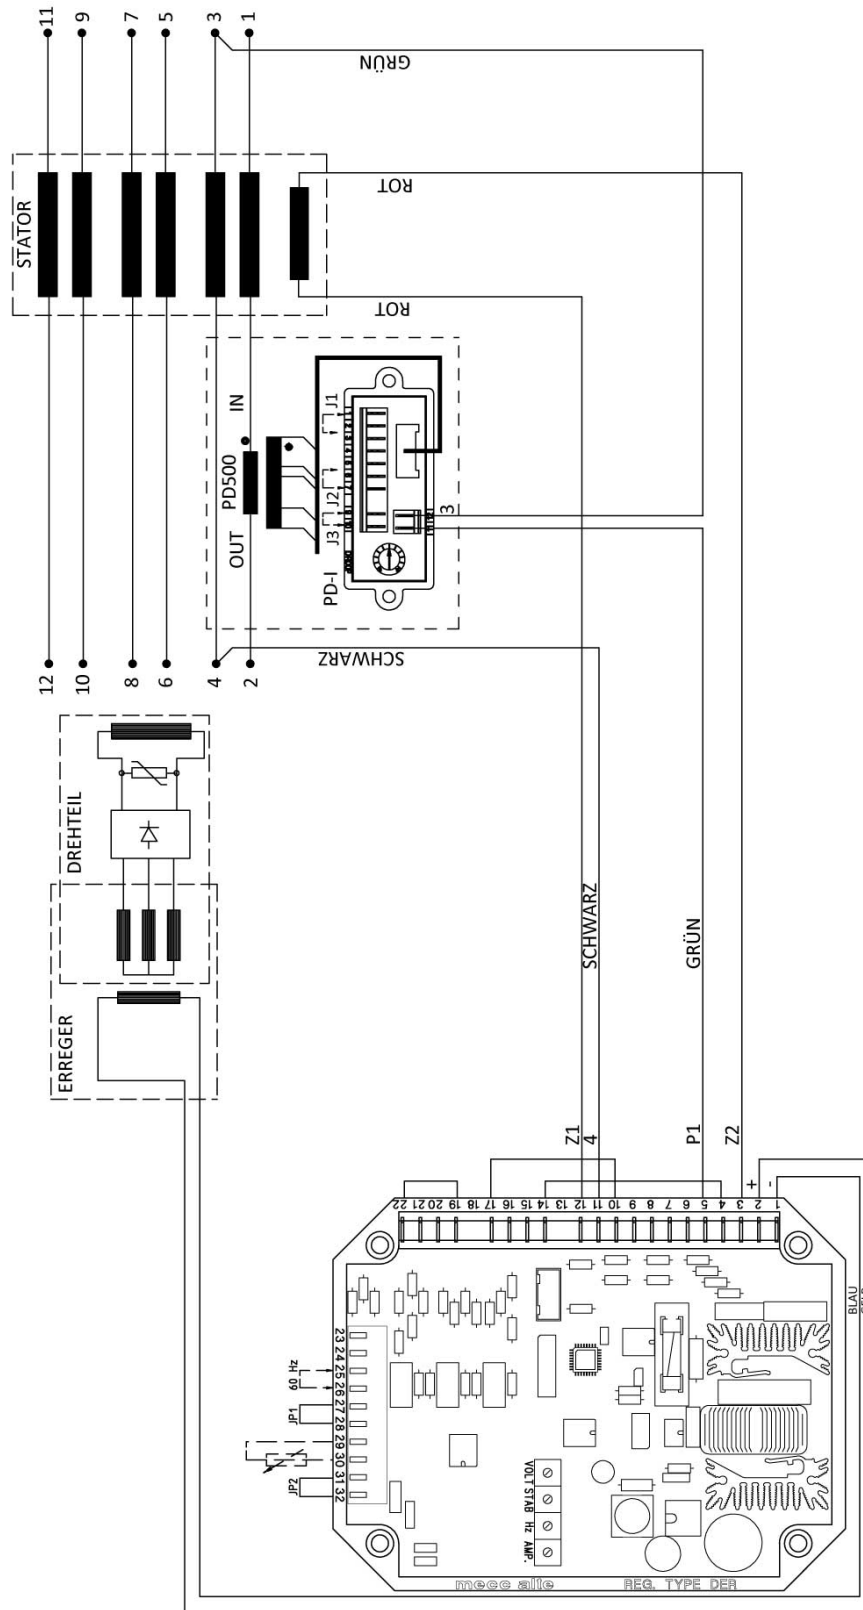 11
9
7
5
3
1
GRÜN
STATOR
ROT
ROT
IN
PD500
OUT
J1
J2
J3
PD-I
DROOP
3
12
10
8
6
4
2
SCHWARZ
DREHTEIL
ERREGER
SCHWARZ
GRÜN
Z1
4
P1
Z2
+
-
22
21
20
19
18
17
16
15
14
13
12
11
10
9
8
7
6
5
4
3
2
1
BLAU
GELB
60 Hz
JP1
JP2
23
24
25
26
27
28
29
30
31
32
VOLT
STAB
Hz
AMP.
mecc alte
REG. TYPE DER